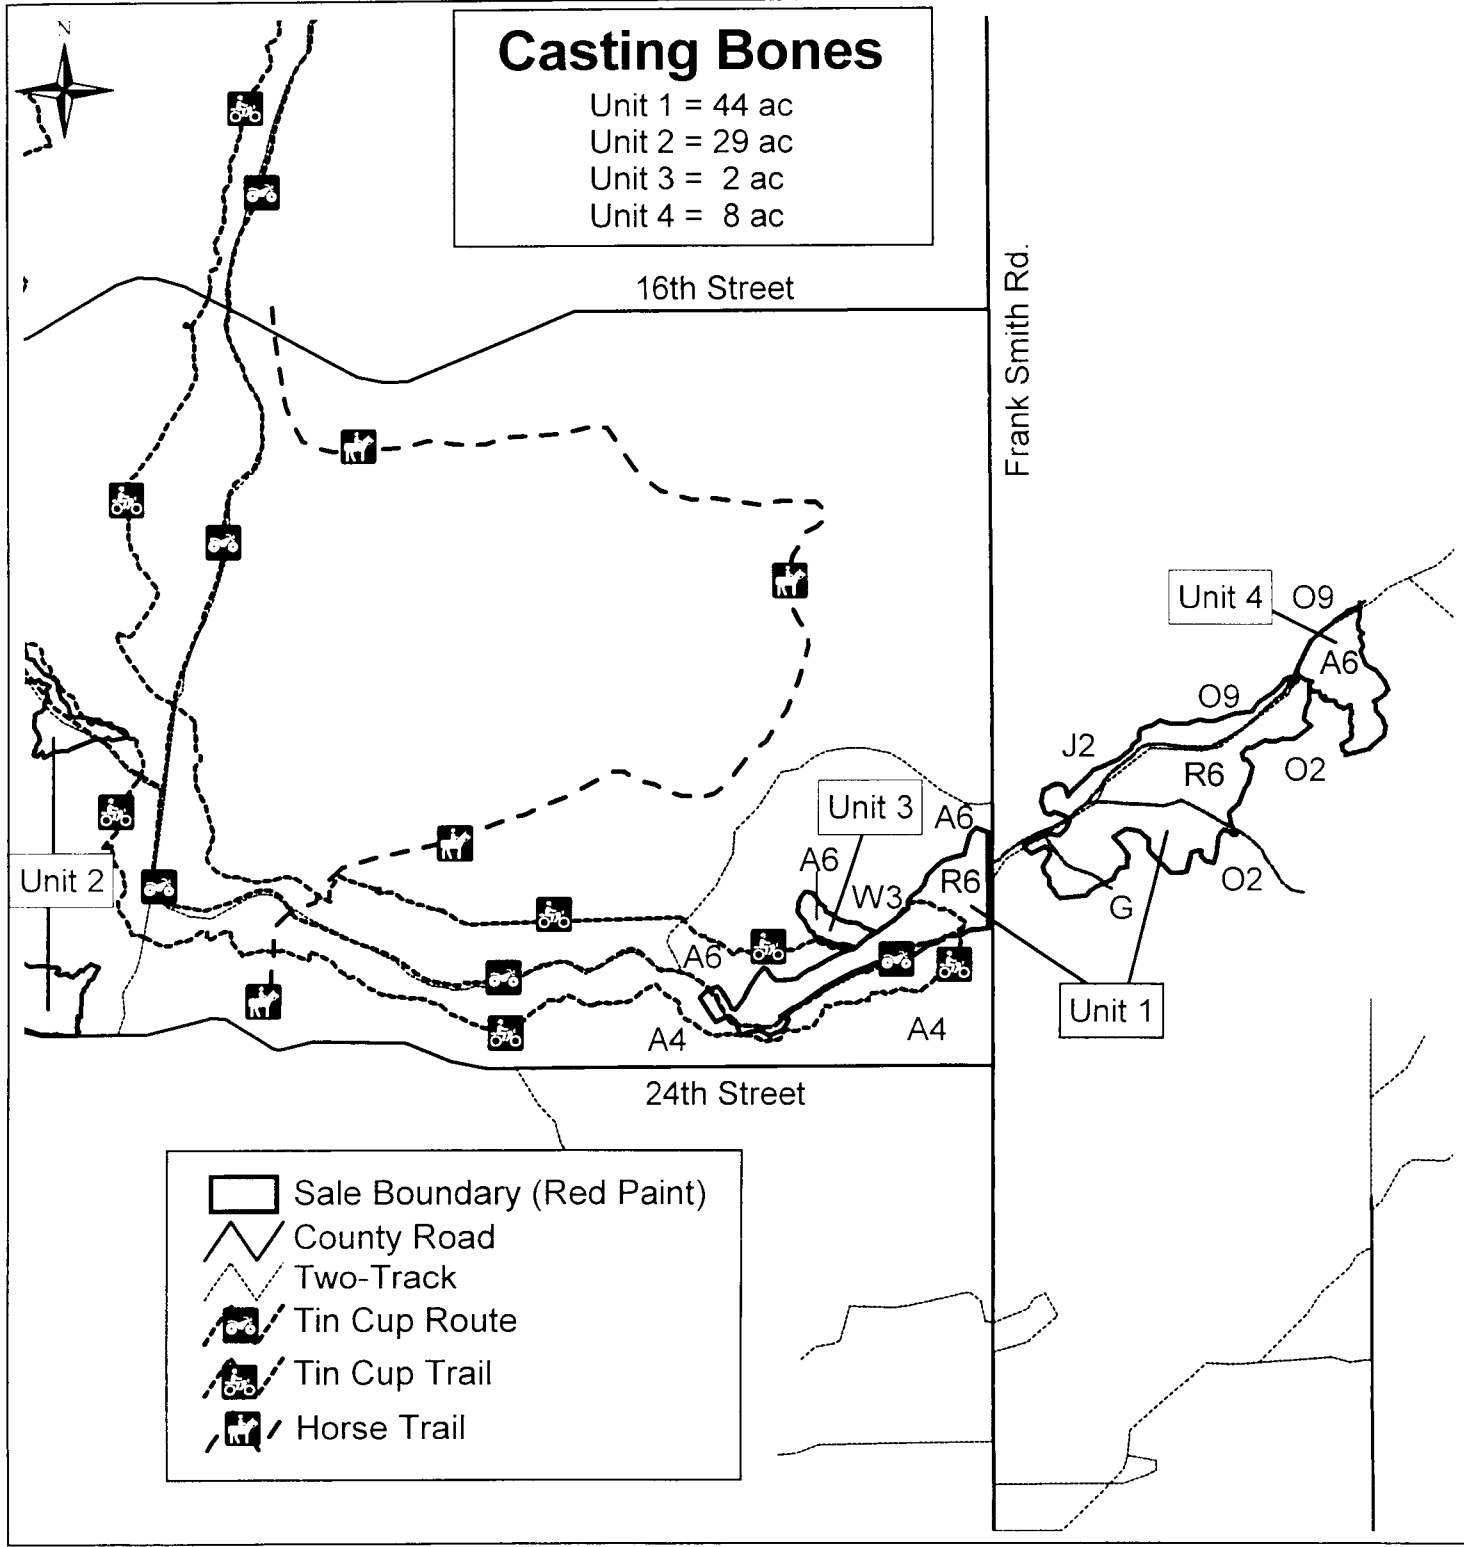 N
Casting Bones
Unit 1 = 44 ac
Unit 2 = 29 ac
Unit 3 = 2 ac
Unit 4 = 8 ac
16th Street
Frank Smith Rd.
Unit 4
O9
A6
O9
J2
R6
O2
Unit 3
A6
A6
W3
R6
O2
G
Unit 2
A6
Unit 1
A4
A4
24th Street
Sale Boundary (Red Paint)
County Road
Two-Track
Tin Cup Route
Tin Cup Trail
Horse Trail